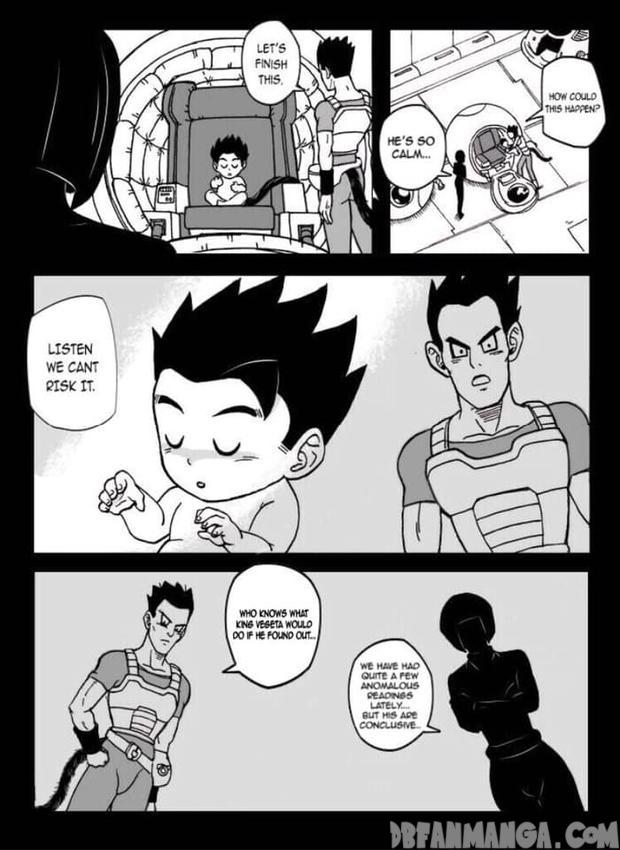 HOW COULD
THIS HAPPEN?
HE'S SO
CALM...
LET'S
FINISH
THIS.
LISTEN
WE CANT
RISK IT.
WE HAVE HAD
QUITE A FEW
ANOMALOUS
READINGS
LATELY....
BUT HIS ARE
CONCLUSIVE...
WHO KNOWS WHAT
KING VEGETA WOULD
DO IF HE FOUND OUT...
DBFANMANGA.COM